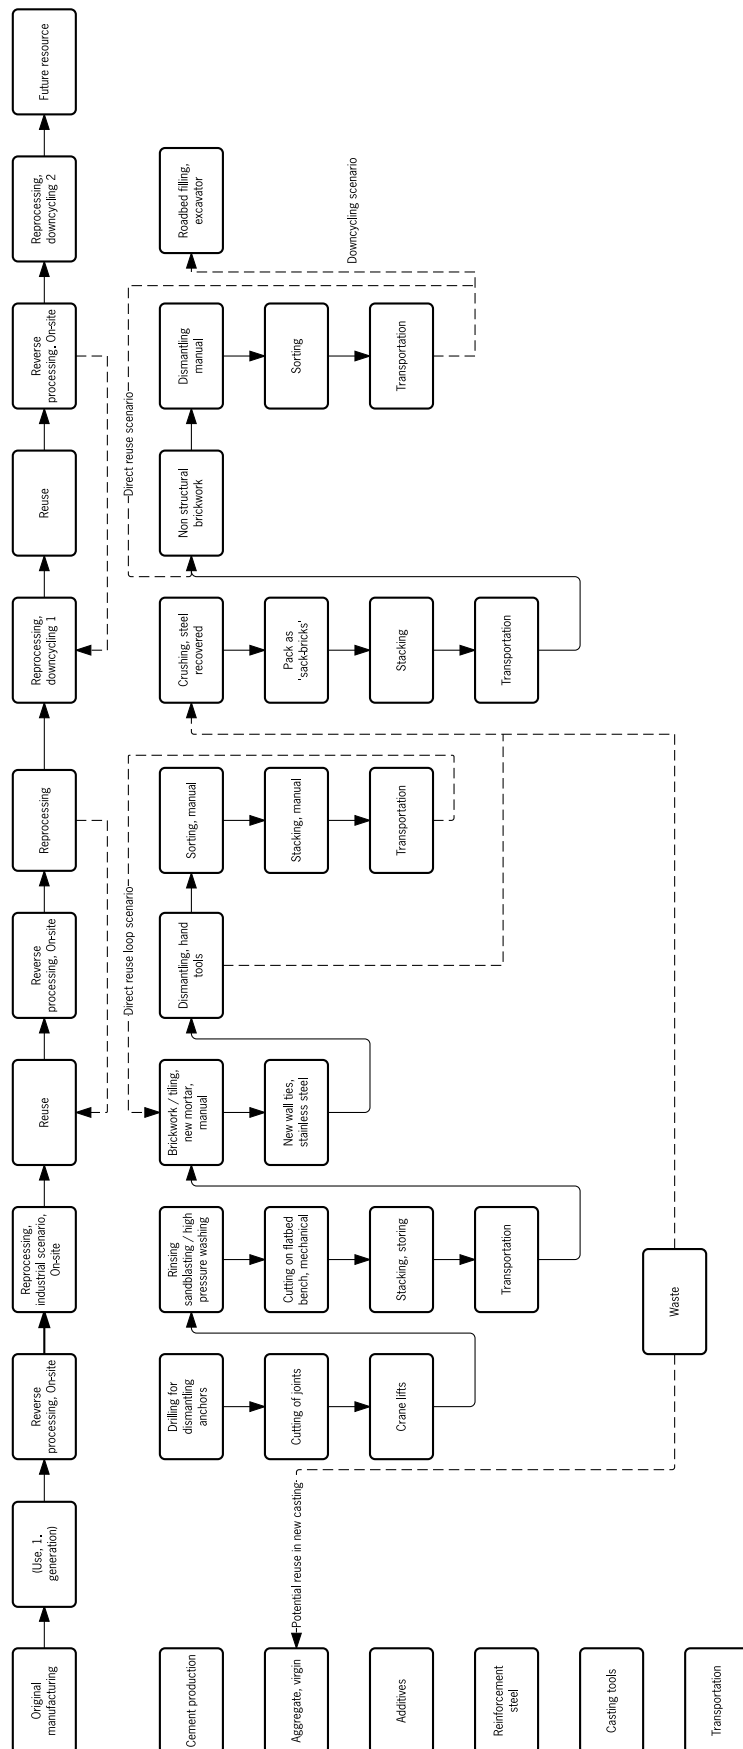 Original
manufacturing
(Use, 1.
generation)
Reverse
processing, On-site
Reprocessing,
industrial scenario,
On-site
Reuse
Reverse
processing, On-site
Reprocessing
Reprocessing,
downcycling 1
Reuse
Reverse
processing. On-site
Reprocessing,
downcycling 2
Future resource
Cement production
Aggregate, virgin
Additives
Reinforcement
steel
Casting tools
Transportation
Potential reuse in new casting
Drilling for
dismantling
anchors
Cutting of joints
Crane lifts
Rinsing
sandblasting / high
pressure washing
Cutting on flatbed
bench, mechanical
Stacking, storing
Transportation
Waste
Brickwork / tiling,
new mortar,
manual
New wall ties,
stainless steel
Direct reuse loop scenario
Dismantling, hand
tools
Sorting, manual
Stacking, manual
Transportation
Crushing, steel
recovered
Pack as
'sack-bricks'
Stacking
Transportation
Direct reuse scenario
Non structural
brickwork
Dismantling
manual
Sorting
Transportation
Roadbed filling,
excavator
Downcycling scenario